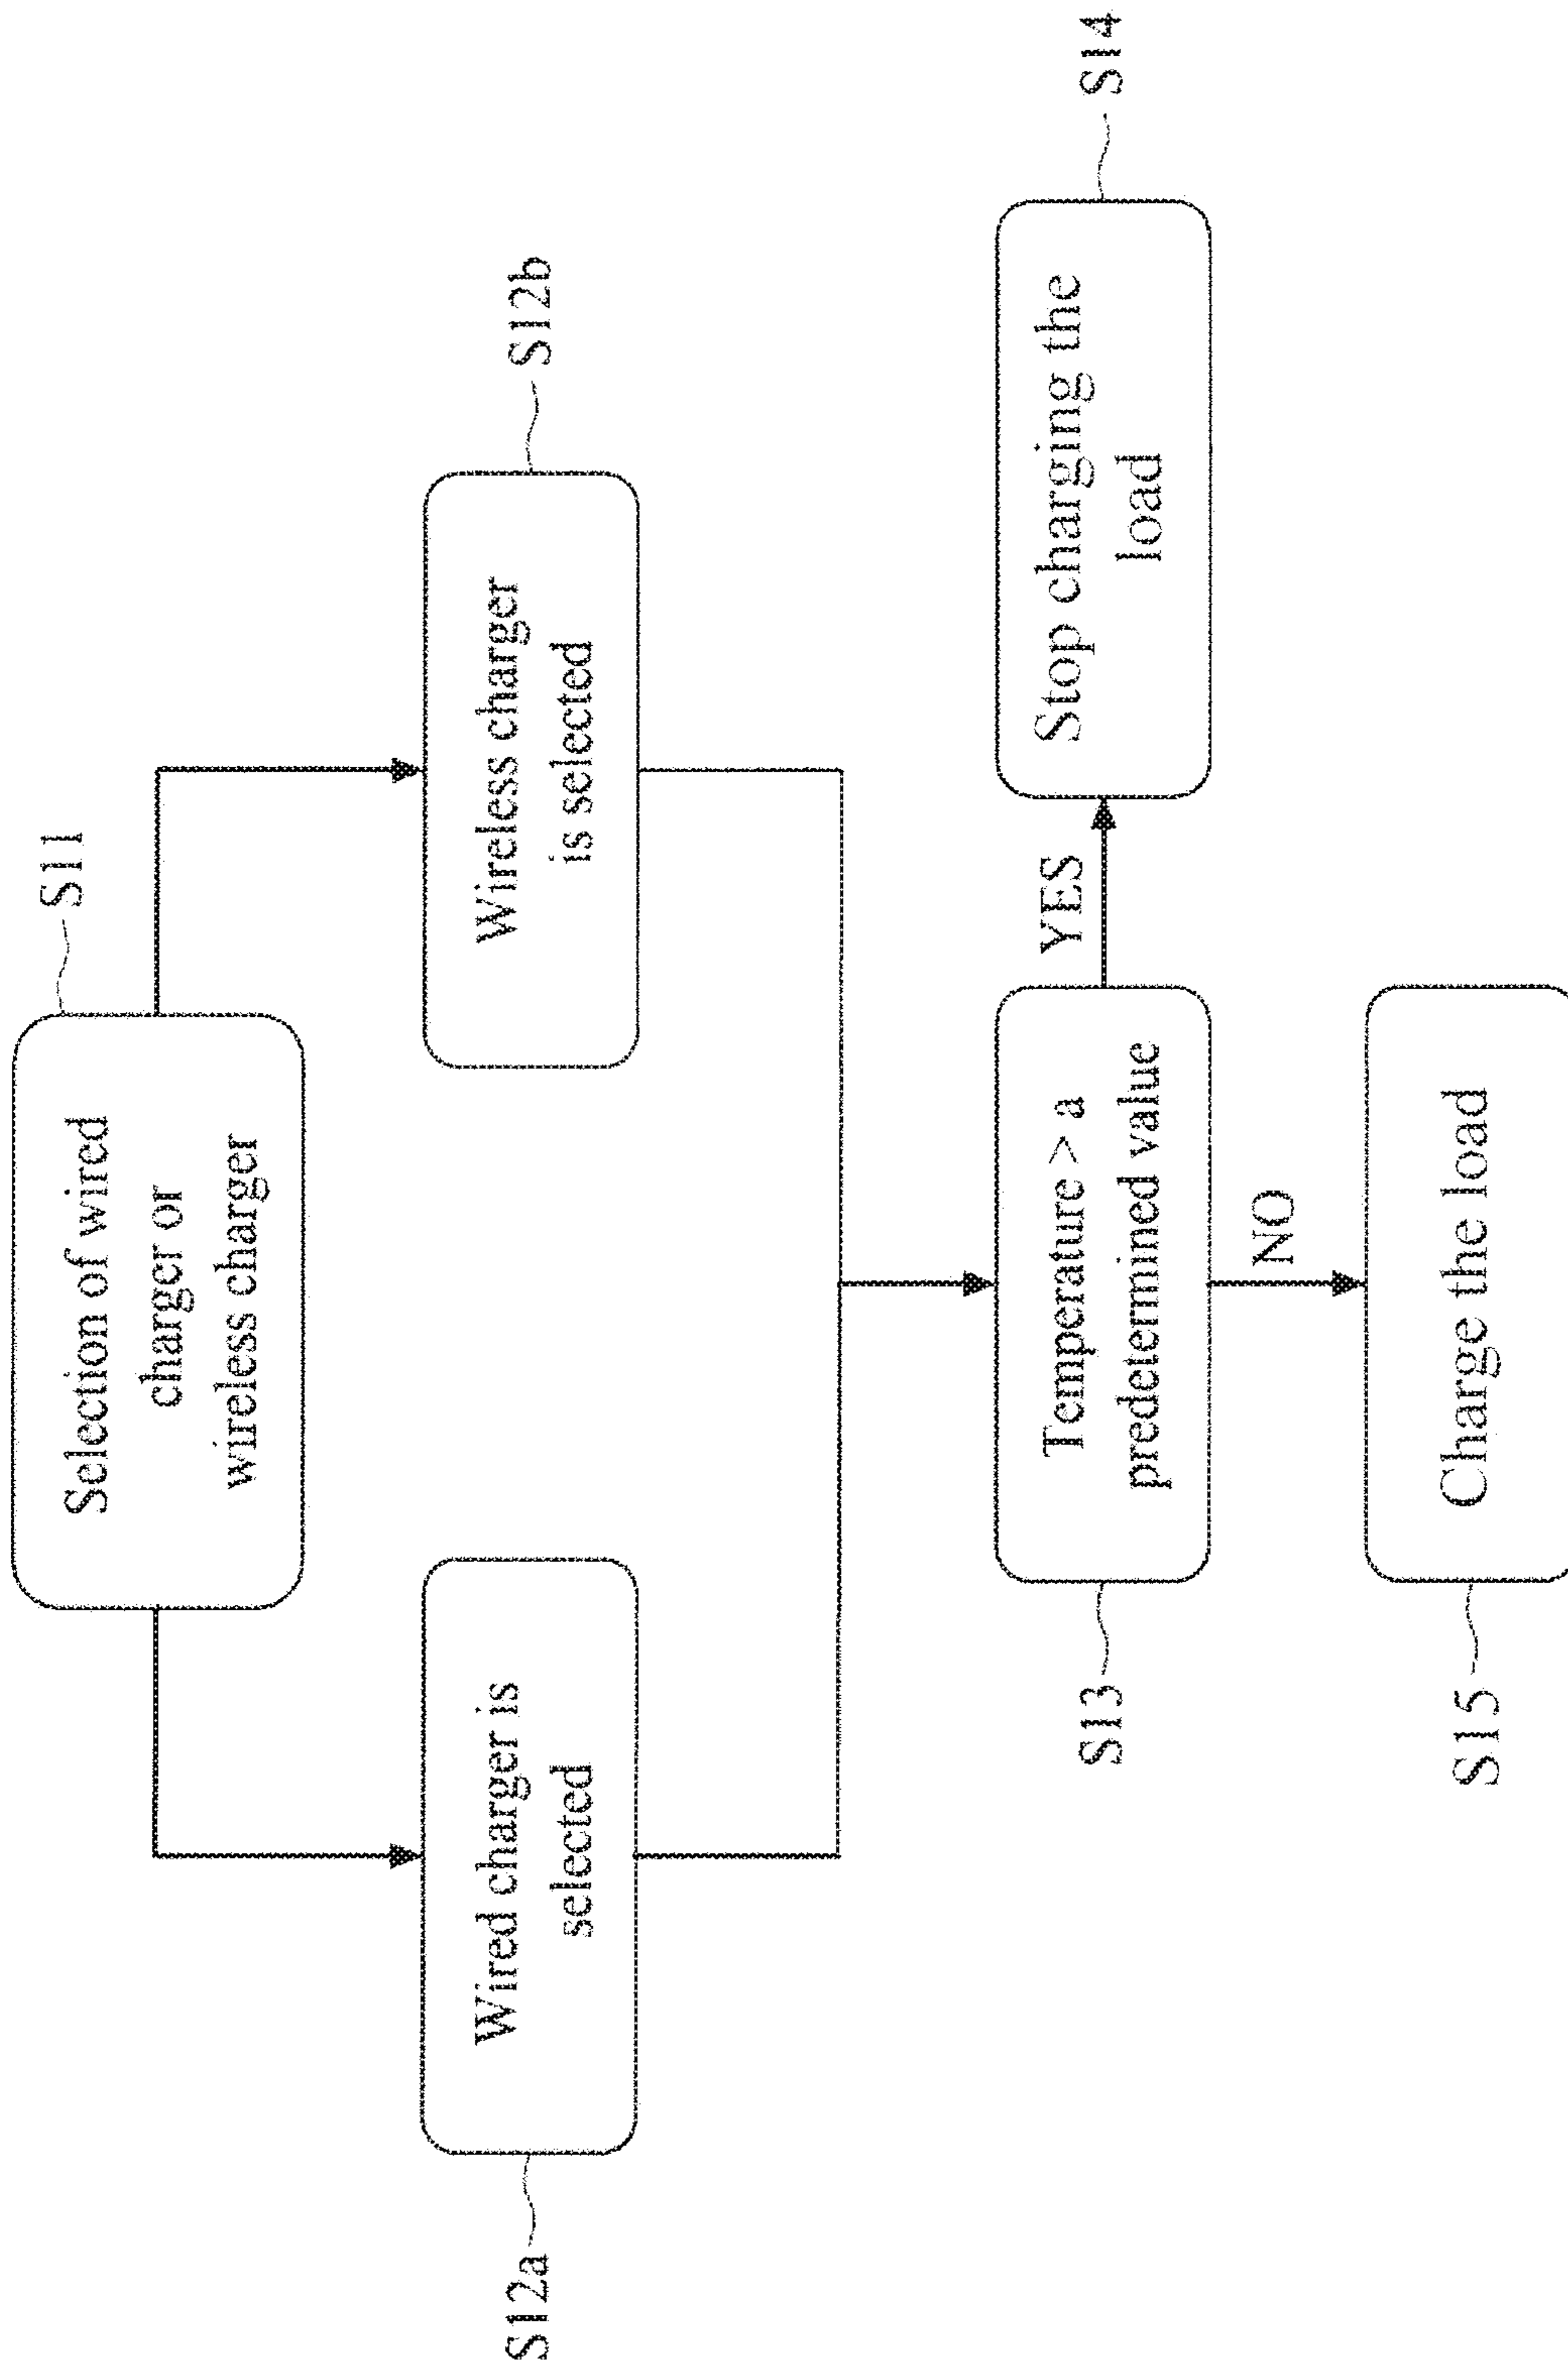 S11
Selection of wired
charger or
wireless charger
S12a
Wired charger is
selected
Wireless charger
is selected
S12b
S13
Temperature > a
predetermined value
YES
Stop charging the
load
S14
NO
S15
Charge the load